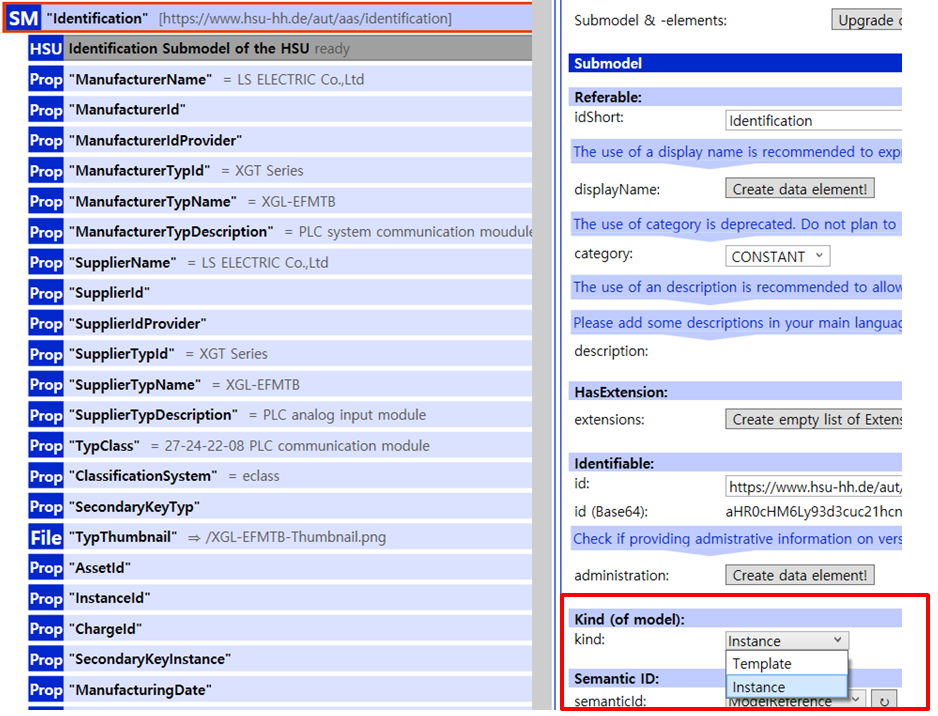 SM "Identification" [https://www.hsu-hh.de/aut/aas/identification]
HSU Identification Submodel of the HSU ready
Prop "ManufacturerName" = LS ELECTRIC Co.,Ltd
Prop "ManufacturerId"
Prop "ManufacturerIdProvider"
Prop "ManufacturerTypId" = XGT Series
Prop "ManufacturerTypName" = XGL-EFMTB
Prop "ManufacturerTypDescription" = PLC system communication moudule
Prop "SupplierName" = LS ELECTRIC Co.,Ltd
Prop "SupplierId"
Prop "SupplierIdProvider"
Prop "SupplierTypId" = XGT Series
Prop "SupplierTypName" = XGL-EFMTB
Prop "SupplierTypDescription" = PLC analog input module
Prop "TypClass" = 27-24-22-08 PLC communication module
Prop "ClassificationSystem" = eclass
Prop "SecondaryKeyTyp"
File "TypThumbnail" ⇒ /XGL-EFMTB-Thumbnail.png
Prop "AssetId"
Prop "InstanceId"
Prop "ChargeId"
Prop "SecondaryKeyInstance"
Prop "ManufacturingDate"
Submodel & -elements: Upgrade
Submodel
Referable:
idShort: Identification
The use of a display name is recommended to
displayName: Create data element!
The use of category is deprecated. Do not plan to
category: CONSTANT
The use of an description is recommended to
Please add some descriptions in your main
description:
HasExtension:
extensions: Create empty list of
Identifiable:
id: https://www.hsu-hh.de/aut/
id (Base64): aHR0cHM6Ly93d3cuc21hcn
Check if providing admistrative information on
administration: Create data element!
Kind (of model):
kind: Instance
Template
Instance
Semantic ID:
semanticId: ModelReference